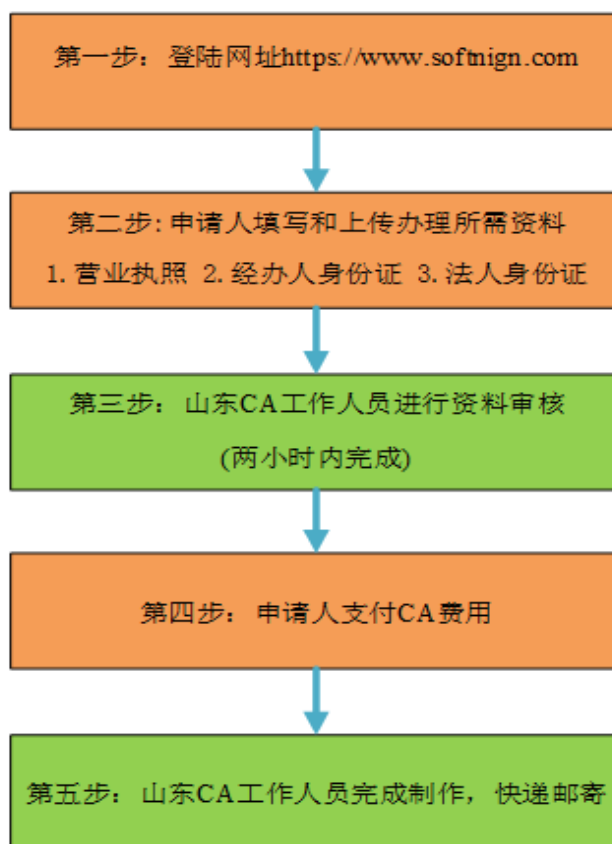 第一步：登陆网址https://www.softnign.com
第二步:申请人填写和上传办理所需资料
1.营业执照 2.经办人身份证 3.法人身份证
第三步：山东CA工作人员进行资料审核
(两小时内完成)
第四步：申请人支付CA费用
第五步：山东CA工作人员完成制作，快递邮寄